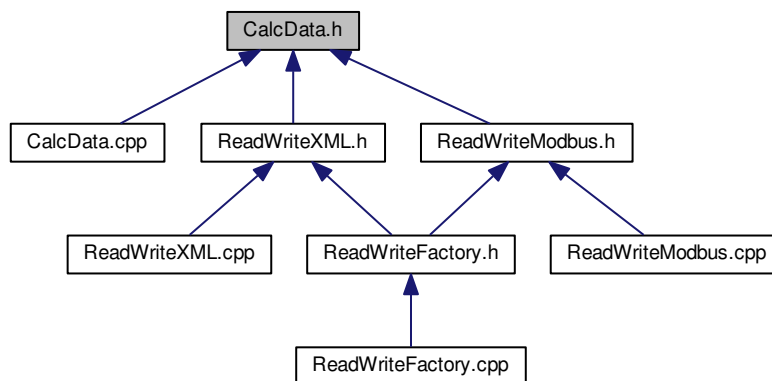 CalcData.h
CalcData.cpp
ReadWriteXML.h
ReadWriteModbus.h
ReadWriteXML.cpp
ReadWriteFactory.h
ReadWriteModbus.cpp
ReadWriteFactory.cpp